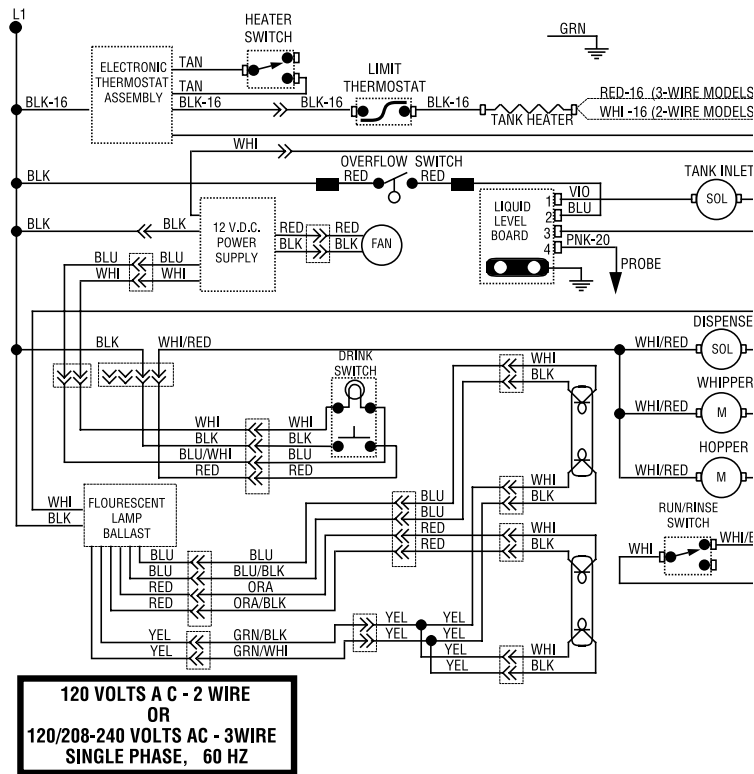 L1
HEATER
SWITCH
GRN
TAN
ELECTRONIC
THERMOSTAT
ASSEMBLY
TAN
LIMIT
THERMOSTAT
BLK-16
BLK-16
BLK-16
BLK-16
TANK HEATER
RED-16 (3-WIRE MODELS
WHI -16 (2-WIRE MODELS
WHI
OVERFLOW SWITCH
BLK
RED
RED
TANK INLET
LIQUID
LEVEL
BOARD
1
VIO
2
BLU
3
4
PNK-20
SOL
PROBE
BLK
BLK
12 V.D.C.
POWER
SUPPLY
RED
RED
BLK
BLK
FAN
BLU
BLU
WHI
WHI
DISPENSE
BLK
WHI/RED
WHI/RED
SOL
DRINK
SWITCH
WHI
BLK
WHIPPER
WHI/RED
M
WHI
WHI
BLK
BLK
BLU/WHI
BLU
RED
RED
HOPPER
WHI/RED
M
WHI
BLK
FLOURESCENT
LAMP
BALLAST
BLU
BLU
RED
RED
WHI
BLK
WHI
BLK
RUN/RINSE
SWITCH
WHI
WHI/B
BLU
BLU
BLU
BLU/BLK
RED
ORA
RED
ORA/BLK
YEL
GRN/BLK
YEL
GRN/WHI
YEL
YEL
YEL
YEL
YEL
YEL
WHI
BLK
120 VOLTS A C - 2 WIRE
OR
120/208-240 VOLTS AC - 3WIRE
SINGLE PHASE, 60 HZ